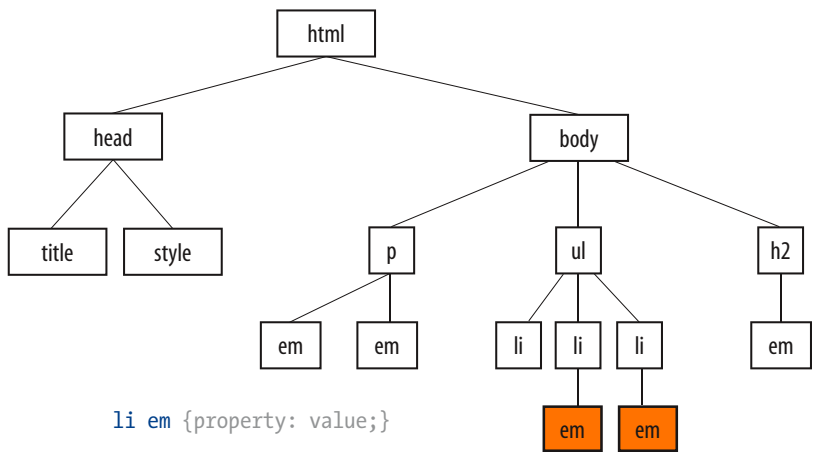 html
head
body
title style
p ul h2
em em li li li em
li em {property: value;}
em em